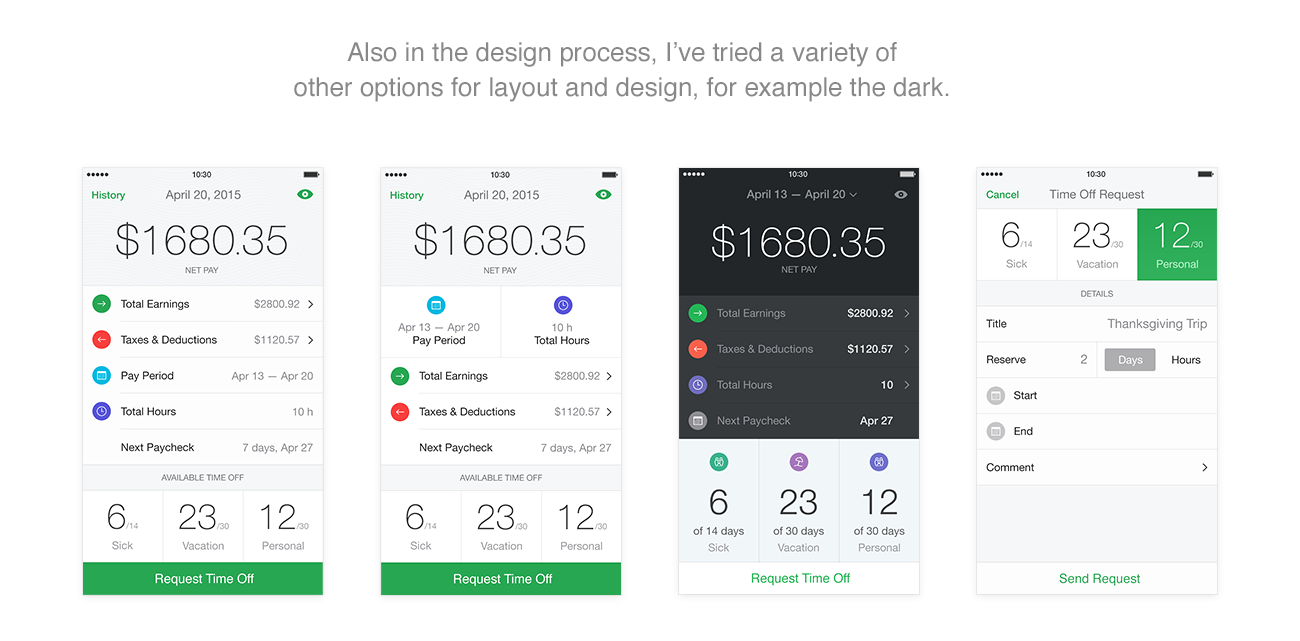 Also in the design process, I've tried a variety of
other options for layout and design, for example the dark.
10:30
History April 20, 2015
$1680.35
NET PAY
Total Earnings $2800.92
Taxes & Deductions $1120.57
Pay Period Apr 13 — Apr 20
Total Hours 10 h
Next Paycheck 7 days, Apr 27
AVAILABLE TIME OFF
6/14 23/30 12/30
Sick Vacation Personal
Request Time Off
10:30
History April 20, 2015
$1680.35
NET PAY
Apr 13 — Apr 20 10 h
Pay Period Total Hours
Total Earnings $2800.92
Taxes & Deductions $1120.57
Next Paycheck 7 days, Apr 27
AVAILABLE TIME OFF
6/14 23/30 12/30
Sick Vacation Personal
Request Time Off
10:30
April 13 — April 20
$1680.35
NET PAY
Total Earnings $2800.92
Taxes & Deductions $1120.57
Total Hours 10
Next Paycheck Apr 27
6 23 12
of 14 days of 30 days of 30 days
Sick Vacation Personal
Request Time Off
10:30
Cancel Time Off Request
6/14 23/30 12/30
Sick Vacation Personal
DETAILS
Title Thanksgiving Trip
Reserve 2 Days Hours
Start
End
Comment
Send Request